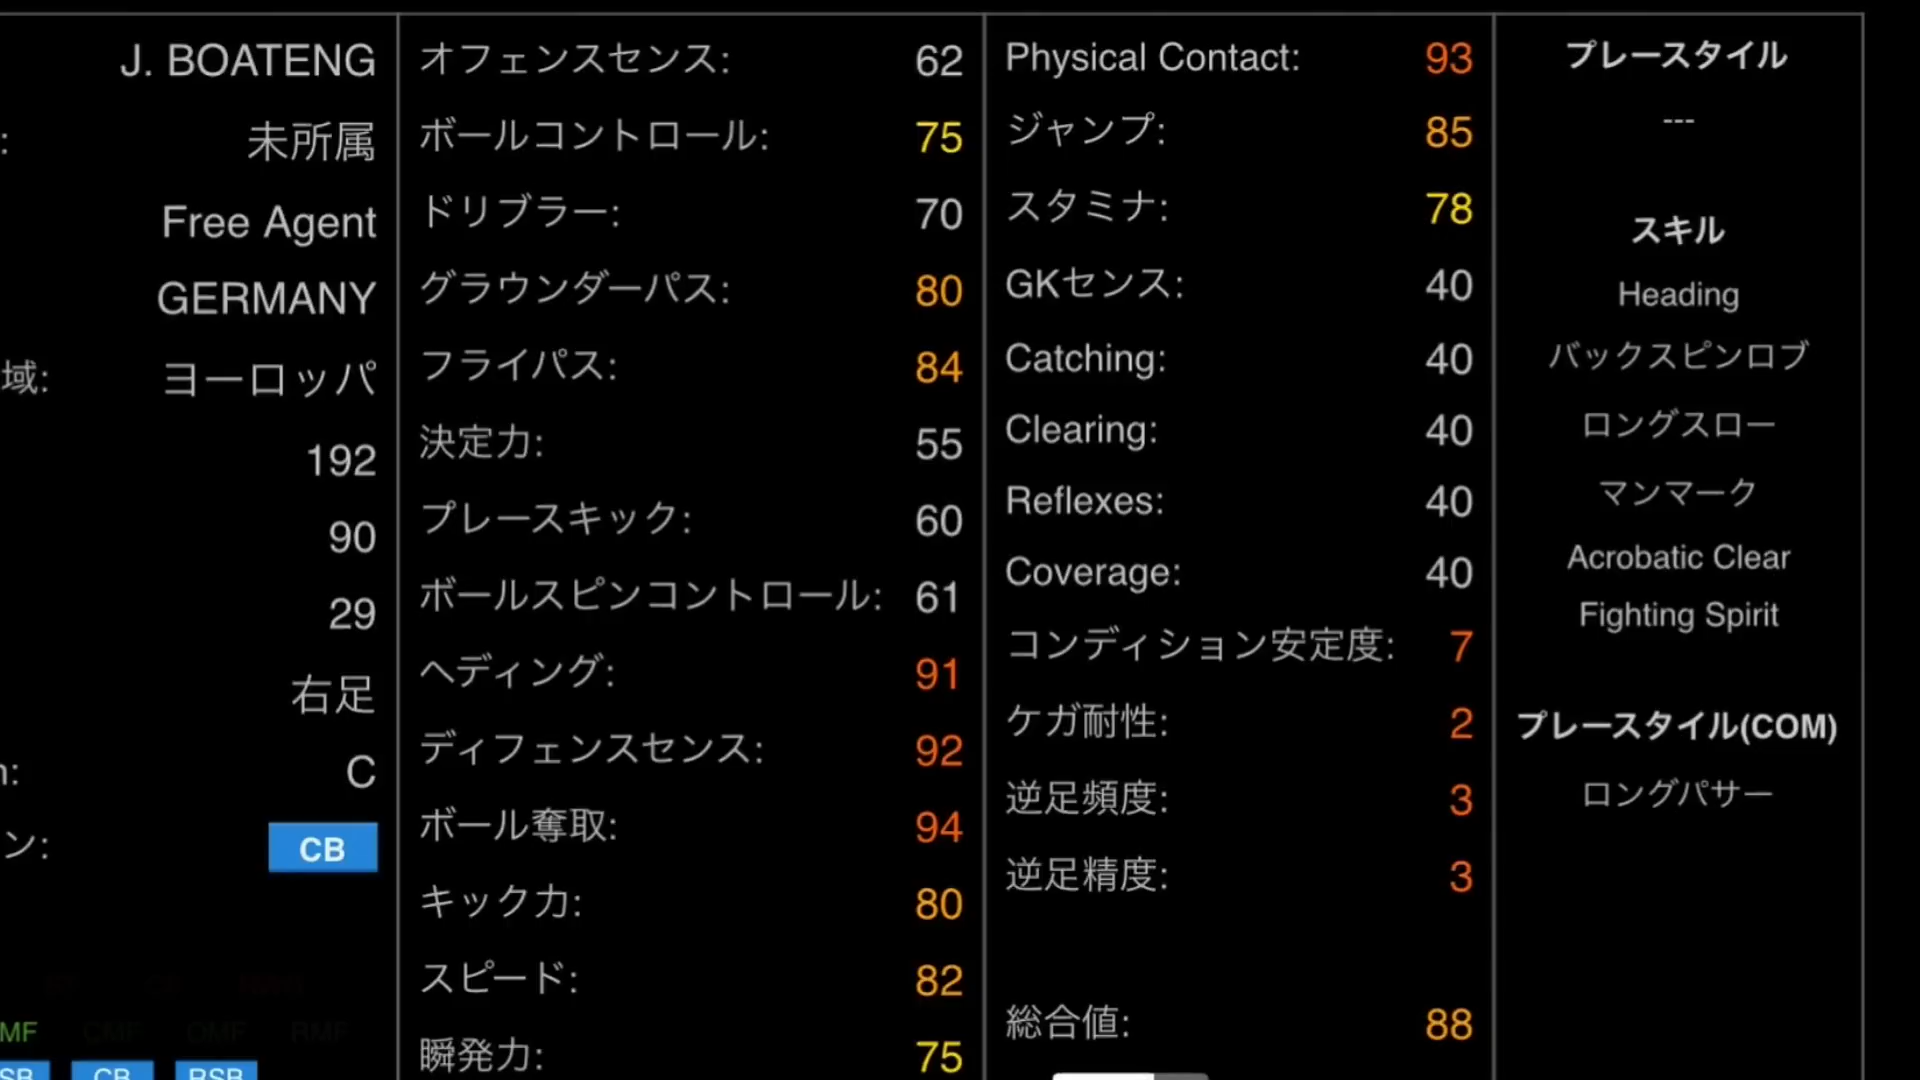 J. BOATENG
:
未所属
Free Agent
GERMANY
域:
ヨーロッパ
192
90
29
右足
n:
C
ン:
CB
MF
CMF
OMF
RMF
SB
CB
RSB
オフェンスセンス:
62
ボールコントロール:
75
ドリブラー:
70
グラウンダーパス:
80
フライパス:
84
決定力:
55
プレースキック:
60
ボールスピンコントロール:
61
ヘディング:
91
ディフェンスセンス:
92
ボール奪取:
94
キック力:
80
スピード:
82
瞬発力:
75
Physical Contact:
93
ジャンプ:
85
スタミナ:
78
GKセンス:
40
Catching:
40
Clearing:
40
Reflexes:
40
Coverage:
40
コンディション安定度:
7
ケガ耐性:
2
逆足頻度:
3
逆足精度:
3
総合値:
88
プレースタイル
---
スキル
Heading
バックスピンロブ
ロングスロー
マンマーク
Acrobatic Clear
Fighting Spirit
プレースタイル(COM)
ロングパサー